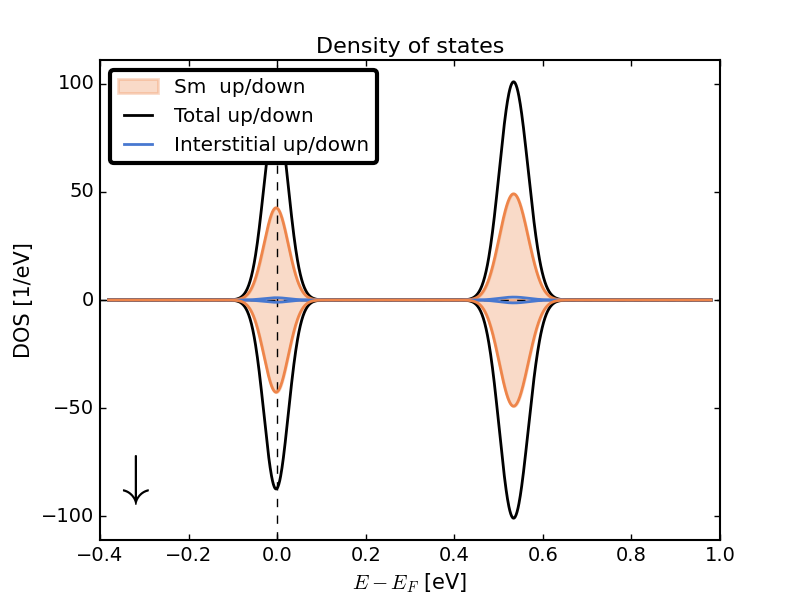 Density of states
Sm  up/down
Total up/down
Interstitial up/down
DOS [1/eV]
100
50
0
−50
−100
−0.4 −0.2 0.0 0.2 0.4 0.6 0.8 1.0
E − E_F [eV]